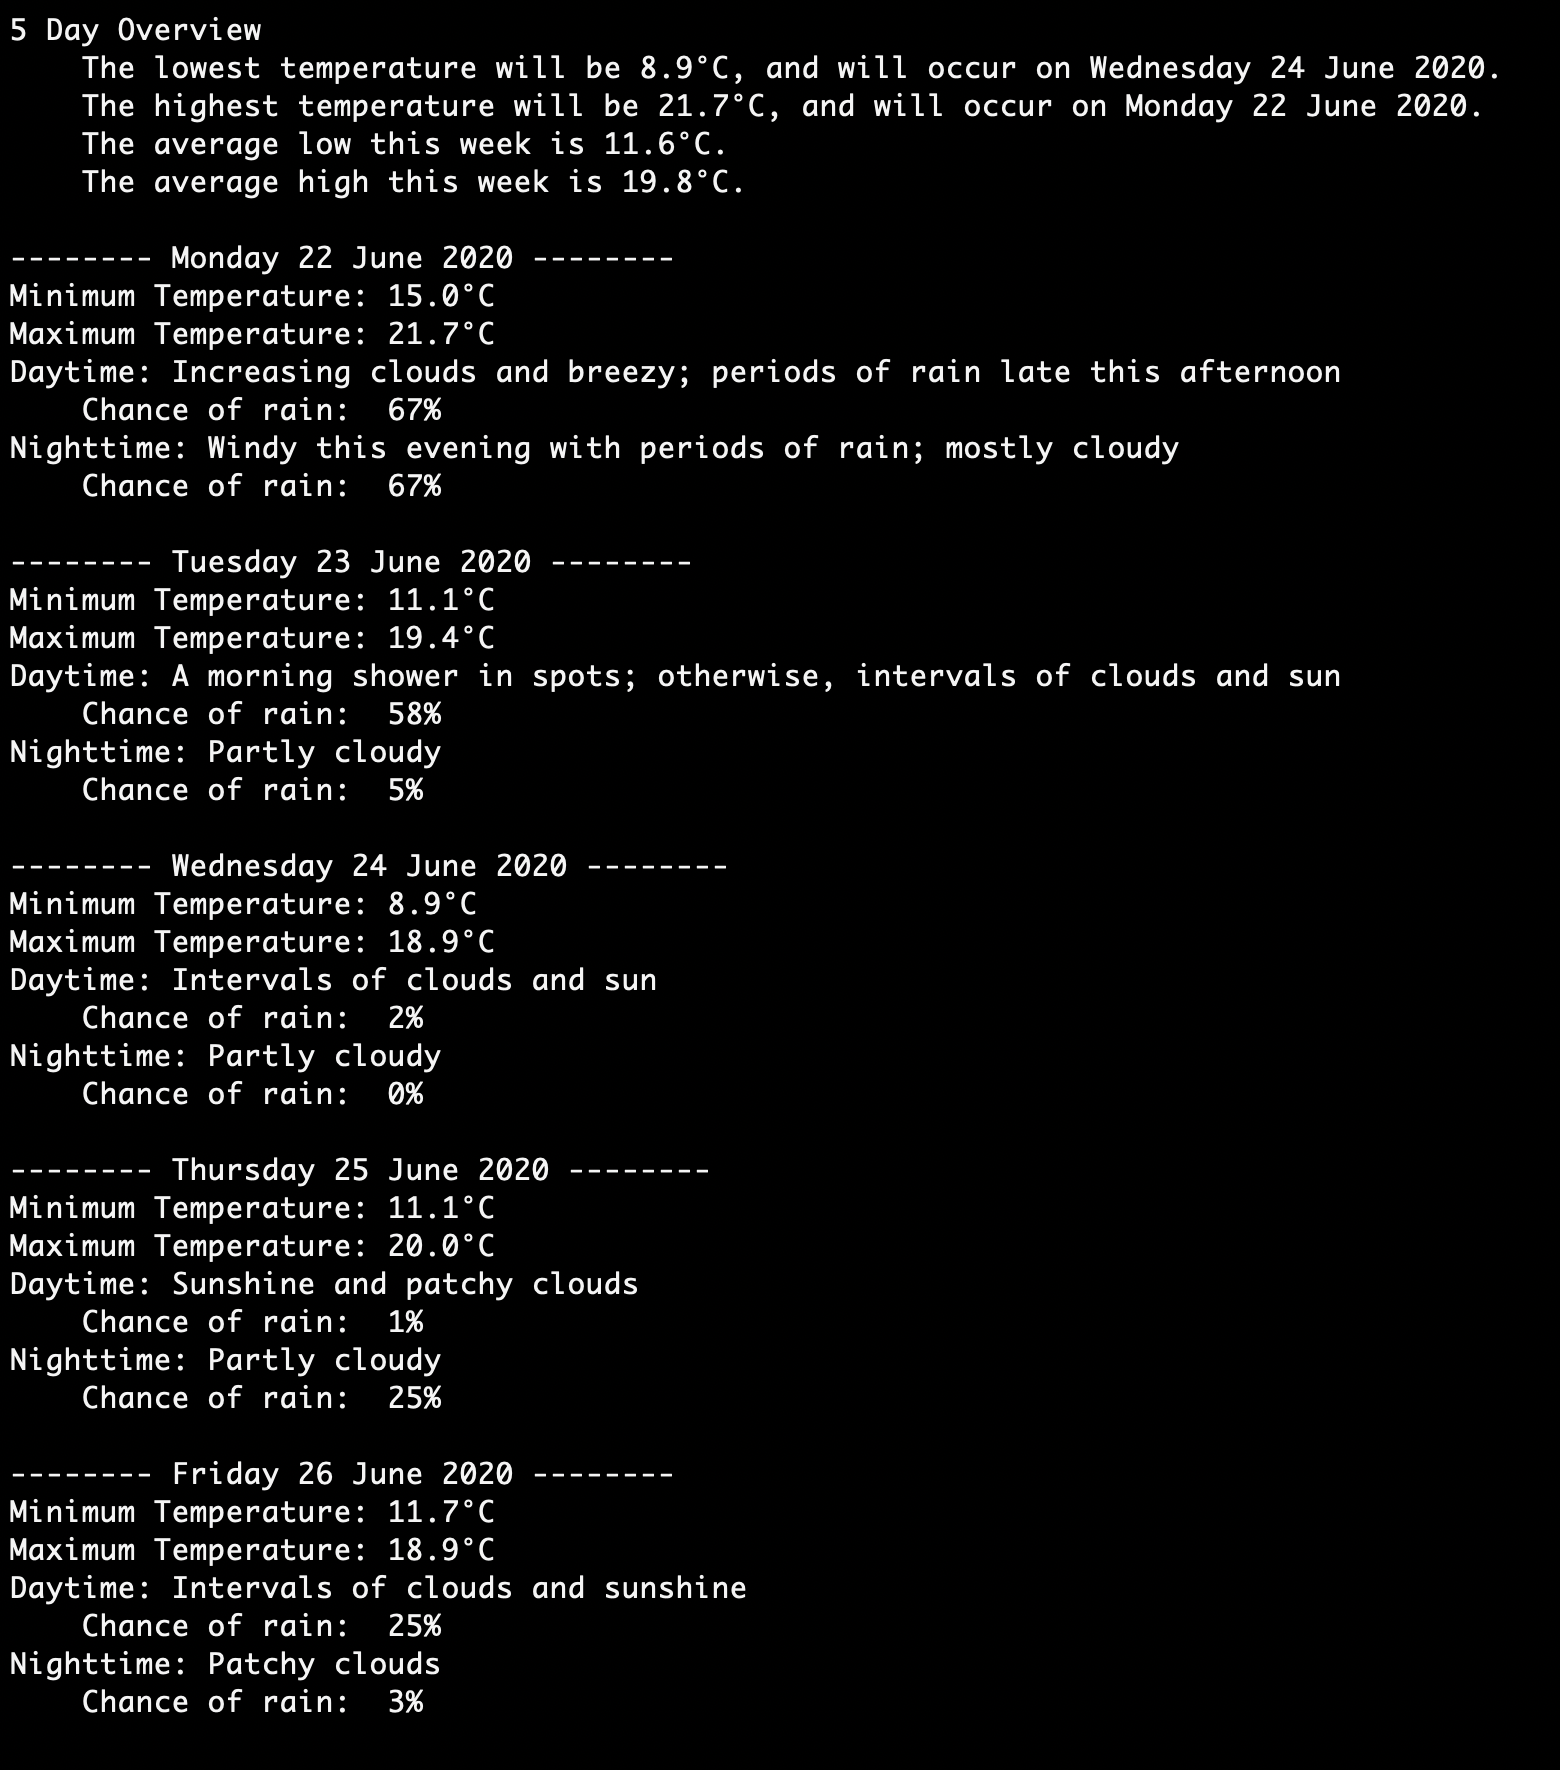 5 Day Overview
    The lowest temperature will be 8.9°C, and will occur on Wednesday 24 June 2020.
    The highest temperature will be 21.7°C, and will occur on Monday 22 June 2020.
    The average low this week is 11.6°C.
    The average high this week is 19.8°C.

-------- Monday 22 June 2020 --------
Minimum Temperature: 15.0°C
Maximum Temperature: 21.7°C
Daytime: Increasing clouds and breezy; periods of rain late this afternoon
    Chance of rain:  67%
Nighttime: Windy this evening with periods of rain; mostly cloudy
    Chance of rain:  67%

-------- Tuesday 23 June 2020 --------
Minimum Temperature: 11.1°C
Maximum Temperature: 19.4°C
Daytime: A morning shower in spots; otherwise, intervals of clouds and sun
    Chance of rain:  58%
Nighttime: Partly cloudy
    Chance of rain:  5%

-------- Wednesday 24 June 2020 --------
Minimum Temperature: 8.9°C
Maximum Temperature: 18.9°C
Daytime: Intervals of clouds and sun
    Chance of rain:  2%
Nighttime: Partly cloudy
    Chance of rain:  0%

-------- Thursday 25 June 2020 --------
Minimum Temperature: 11.1°C
Maximum Temperature: 20.0°C
Daytime: Sunshine and patchy clouds
    Chance of rain:  1%
Nighttime: Partly cloudy
    Chance of rain:  25%

-------- Friday 26 June 2020 --------
Minimum Temperature: 11.7°C
Maximum Temperature: 18.9°C
Daytime: Intervals of clouds and sunshine
    Chance of rain:  25%
Nighttime: Patchy clouds
    Chance of rain:  3%